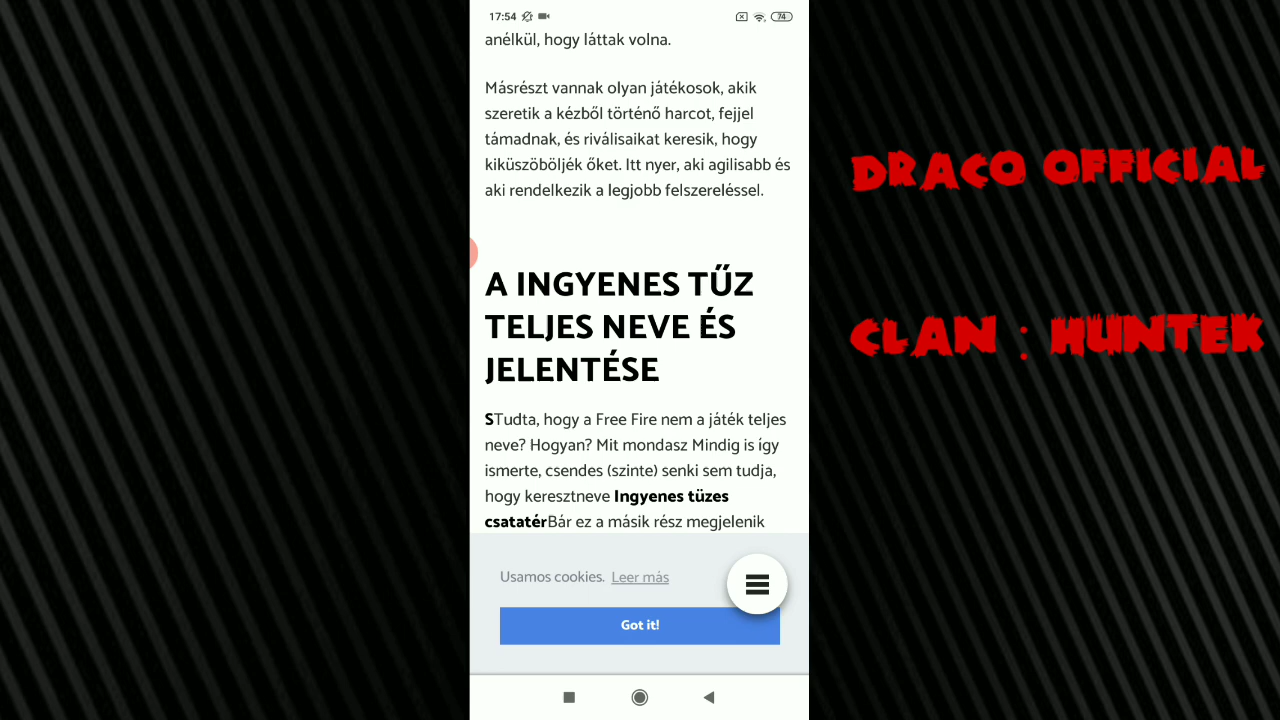 17:54
74
anélkül, hogy láttak volna.
Másrészt vannak olyan játékosok, akik
szeretik a kézből történő harcot, fejjel
támadnak, és riválisaikat keresik, hogy
kiküszöböljék őket. Itt nyer, aki agilisabb és
aki rendelkezik a legjobb felszereléssel.
A INGYENES TŰZ
TELJES NEVE ÉS
JELENTÉSE
STudta, hogy a Free Fire nem a játék teljes
neve? Hogyan? Mit mondasz Mindig is így
ismerte, csendes (szinte) senki sem tudja,
hogy keresztneve Ingyenes tüzes
csatatérBár ez a másik rész megjelenik
Usamos cookies. Leer más
Got it!
DRACO OFFICIAL
CLAN : HUNTEK